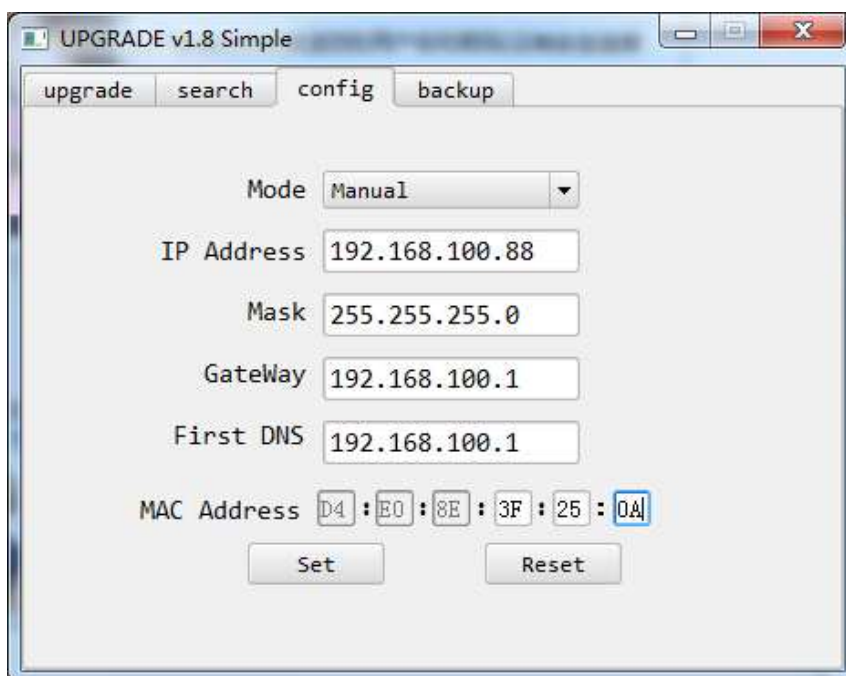 UPGRADE v1.8 Simple
upgrade search config backup
Mode Manual
IP Address 192.168.100.88
Mask 255.255.255.0
GateWay 192.168.100.1
First DNS 192.168.100.1
MAC Address D4 : E0 : 8E : 3F : 25 : 0A
Set Reset